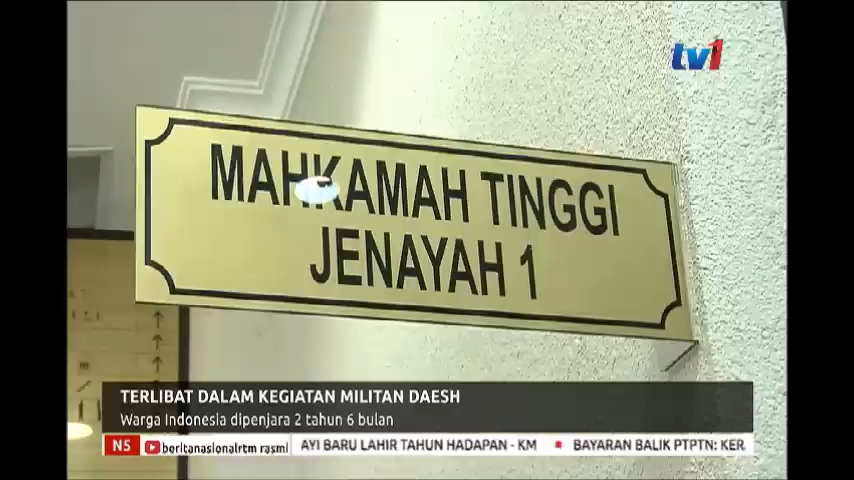 tv1
MAHKAMAH TINGGI
JENAYAH 1
TERLIBAT DALAM KEGIATAN MILITAN DAESH
Warga Indonesia dipenjara 2 tahun 6 bulan
N5 beritanasionalrtm rasmi AYI BARU LAHIR TAHUN HADAPAN - KM BAYARAN BALIK PTPTN: KER